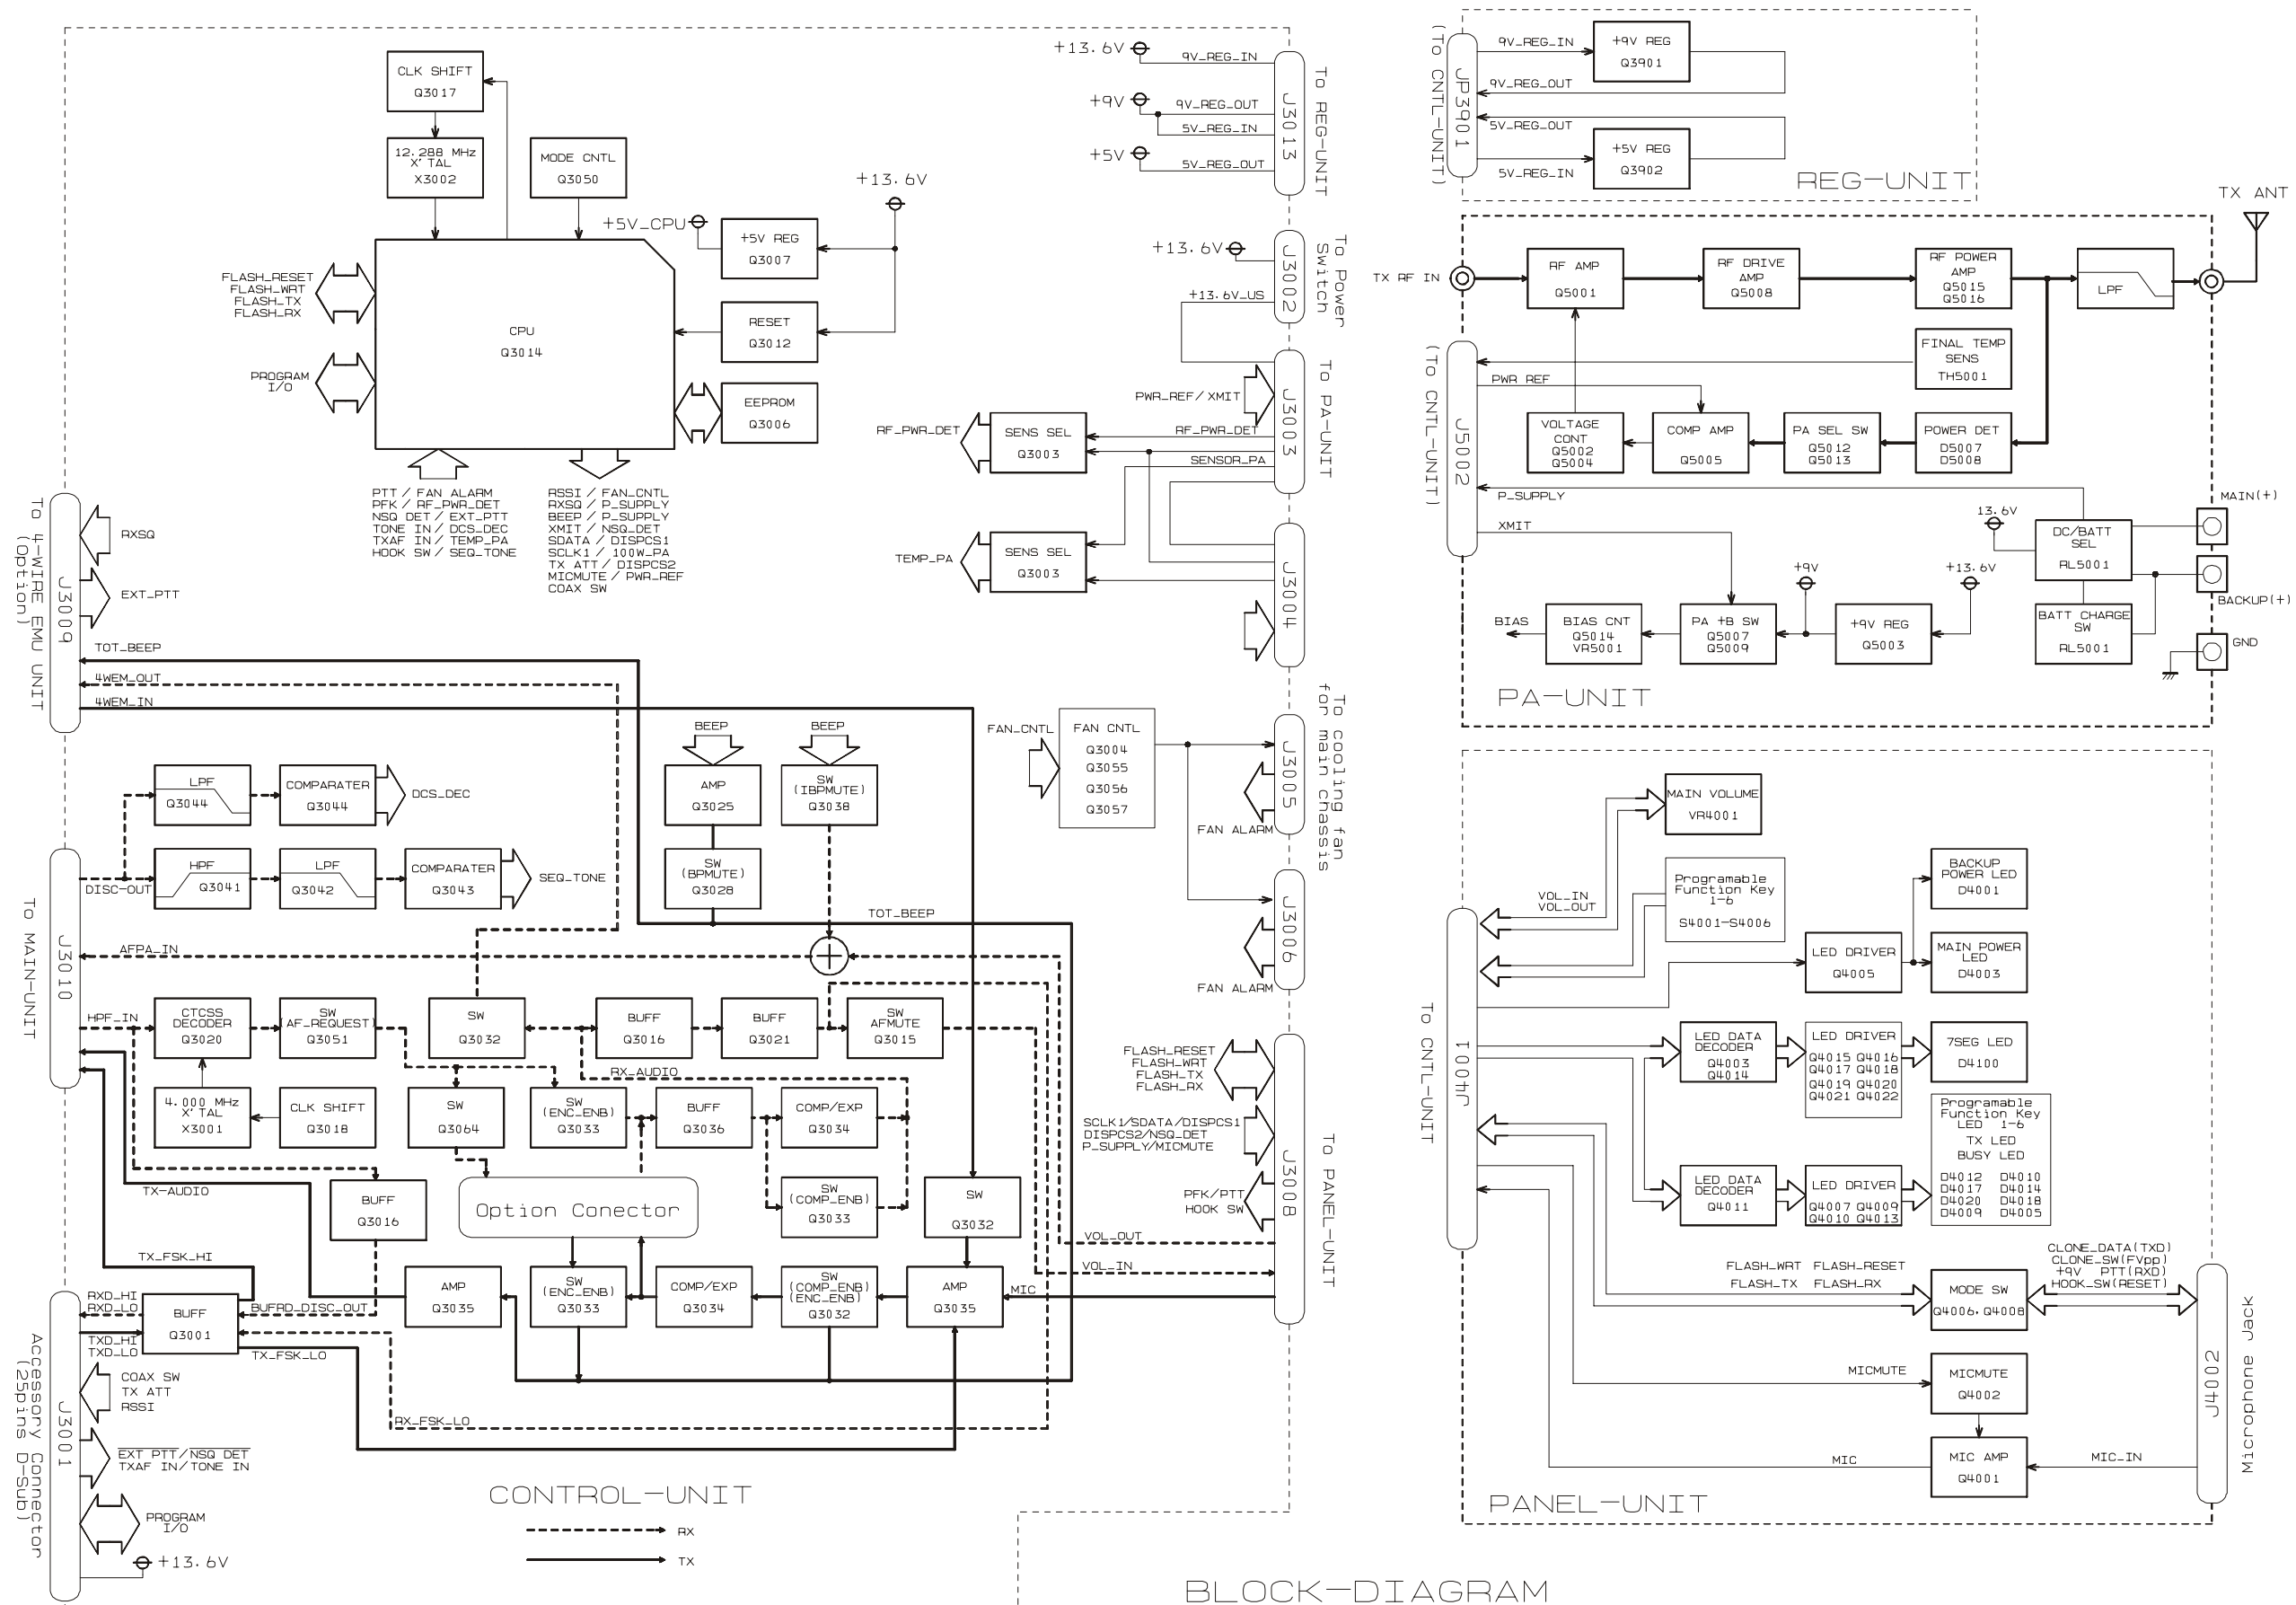 CLK SHIFT
Q3017
12.288 MHz
X'TAL
X3002
MODE CNTL
Q3050
+13.6V
+5V_CPU
+5V REG
Q3007
RESET
Q3012
EEPROM
Q3006
CPU
Q3014
FLASH_RESET
FLASH_WRT
FLASH_TX
FLASH_RX
PROGRAM
I/O
PTT / FAN ALARM
PFK / RF_PWR_DET
NSQ DET / EXT_PTT
TONE IN / DCS_DEC
TXAF IN / TEMP_PA
HOOK SW / SEQ_TONE
RSSI / FAN_CNTL
RXSQ / P_SUPPLY
BEEP / P_SUPPLY
XMIT / NSQ_DET
SDATA / DISPCS1
SCLK1 / 100W_PA
TX ATT / DISPCS2
MICMUTE / PWR_REF
COAX SW
+13.6V
9V_REG_IN
+9V
9V_REG_OUT
5V_REG_IN
+5V
5V_REG_OUT
J3013
To REG-UNIT
+13.6V
+13.6V_US
J3002
To Power
Switch
PWR_REF/XMIT
RF_PWR_DET
SENSOR_PA
J3003
To PA-UNIT
RF_PWR_DET
SENS SEL
Q3003
TEMP_PA
SENS SEL
Q3003
J3004
FAN_CNTL
FAN CNTL
Q3004
Q3055
Q3056
Q3057
J3005
To cooling fan
for main chassis
FAN ALARM
J3006
FAN ALARM
To 4-WIRE EMU UNIT
(Option)
J3009
RXSQ
EXT_PTT
TOT_BEEP
4WEM_OUT
4WEM_IN
BEEP
AMP
Q3025
SW
(BPMUTE)
Q3028
BEEP
SW
(IBPMUTE)
Q3038
TOT_BEEP
LPF
Q3044
COMPARATER
Q3044
DCS_DEC
HPF
Q3041
LPF
Q3042
COMPARATER
Q3043
SEQ_TONE
DISC-OUT
To MAIN-UNIT
J3010
AFPA_IN
HPF_IN
CTCSS
DECODER
Q3020
SW
(AF_REQUEST)
Q3051
SW
Q3032
BUFF
Q3016
BUFF
Q3021
SW
AFMUTE
Q3015
RX_AUDIO
4.000 MHz
X'TAL
X3001
CLK SHIFT
Q3018
SW
Q3064
SW
(ENC_ENB)
Q3033
BUFF
Q3036
COMP/EXP
Q3034
SW
(COMP_ENB)
Q3033
SW
Q3032
TX-AUDIO
BUFF
Q3016
Option Conector
TX_FSK_HI
AMP
Q3035
SW
(ENC_ENB)
Q3033
COMP/EXP
Q3034
SW
(COMP_ENB)
(ENC_ENB)
Q3032
AMP
Q3035
MIC
VOL_OUT
VOL_IN
FLASH_RESET
FLASH_WRT
FLASH_TX
FLASH_RX
SCLK1/SDATA/DISPCS1
DISPCS2/NSQ_DET
P_SUPPLY/MICMUTE
PFK/PTT
HOOK SW
J3008
To PANEL-UNIT
Accessory Connector
(25pins D-Sub)
J3001
RXD_HI
RXD_LO
TXD_HI
TXD_LO
BUFF
Q3001
BUFRD_DISC_OUT
TX_FSK_LO
RX_FSK_LO
COAX SW
TX ATT
RSSI
EXT PTT/NSQ DET
TXAF IN/TONE IN
PROGRAM
I/O
+13.6V
CONTROL-UNIT
RX
TX
(To CNTL-UNIT)
JP3901
9V_REG_IN
+9V REG
Q3901
9V_REG_OUT
5V_REG_OUT
+5V REG
Q3902
5V_REG_IN
REG-UNIT
TX ANT
TX RF IN
RF AMP
Q5001
RF DRIVE
AMP
Q5008
RF POWER
AMP
Q5015
Q5016
LPF
FINAL TEMP
SENS
TH5001
(To CNTL-UNIT)
J5002
PWR REF
VOLTAGE
CONT
Q5002
Q5004
COMP AMP
Q5005
PA SEL SW
Q5012
Q5013
POWER DET
D5007
D5008
P_SUPPLY
XMIT
13.6V
DC/BATT
SEL
RL5001
MAIN(+)
BACKUP(+)
GND
+9V
+13.6V
BIAS
BIAS CNT
Q5014
VR5001
PA +B SW
Q5007
Q5009
+9V REG
Q5003
BATT CHARGE
SW
RL5001
PA-UNIT
MAIN VOLUME
VR4001
VOL_IN
VOL_OUT
Programable
Function Key
1-6
S4001-S4006
BACKUP
POWER LED
D4001
LED DRIVER
Q4005
MAIN POWER
LED
D4003
To CNTL-UNIT
J4001
LED DATA
DECODER
Q4003
Q4014
LED DRIVER
Q4015 Q4016
Q4017 Q4018
Q4019 Q4020
Q4021 Q4022
7SEG LED
D4100
LED DATA
DECODER
Q4011
LED DRIVER
Q4007 Q4009
Q4010 Q4013
Programable
Function Key
LED 1-6
TX LED
BUSY LED
D4012 D4010
D4017 D4014
D4020 D4018
D4009 D4005
FLASH_WRT FLASH_RESET
FLASH_TX FLASH_RX
MODE SW
Q4006,Q4008
CLONE_DATA(TXD)
CLONE_SW(FVpp)
+9V PTT(RXD)
HOOK_SW(RESET)
MICMUTE
MICMUTE
Q4002
MIC
MIC AMP
Q4001
MIC_IN
J4002
Microphone Jack
PANEL-UNIT
BLOCK-DIAGRAM